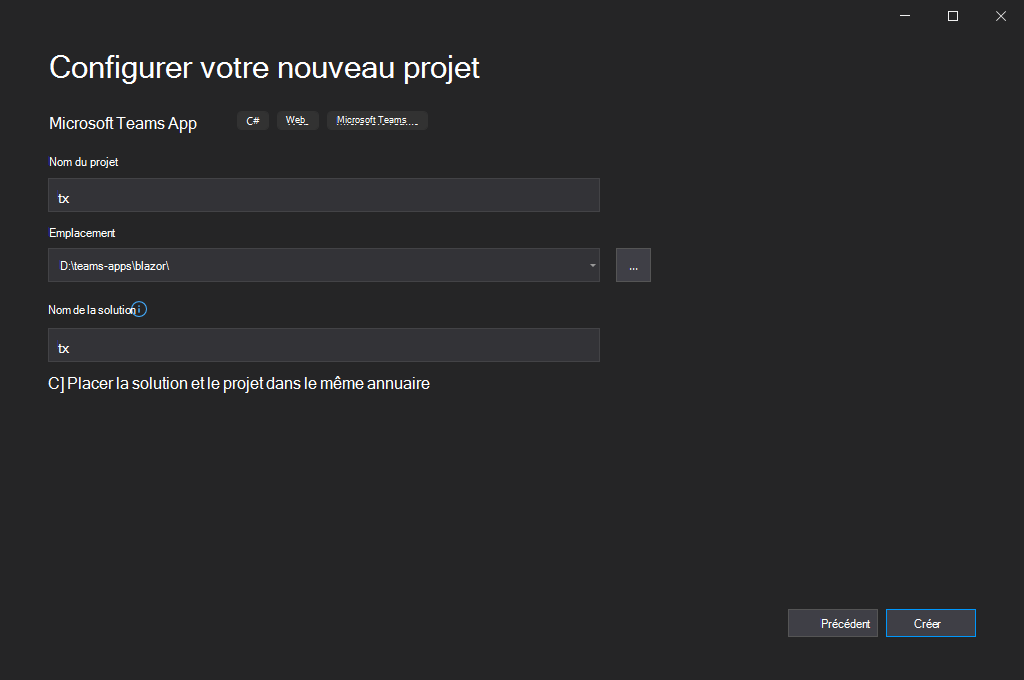 Configurer votre nouveau projet
Microsoft Teams App C# Web Microsoft Teams...
Nom du projet
tx
Emplacement
D:\teams-apps\blazor\
...
Nom de la solution i
tx
C] Placer la solution et le projet dans le même annuaire
Précédent Créer